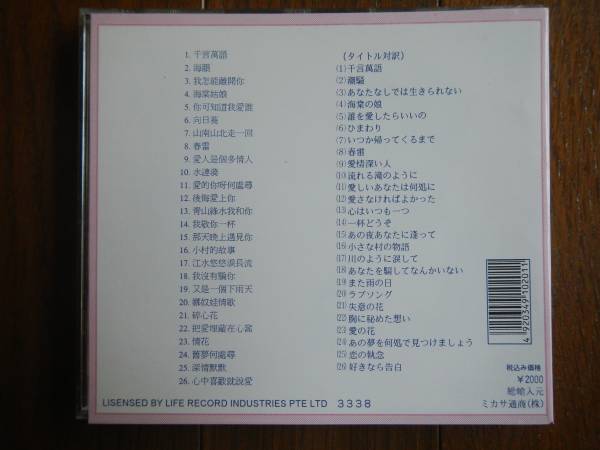 1. 千言萬語
2. 海韻
3. 我怎能離開你
4. 海棠姑娘
5. 你可知道我愛誰
6. 向日葵
7. 山南山北走一回
8. 春雷
9. 愛人是個多情人
10. 水漣漪
11. 愛的你呀何處尋
12. 後悔愛上你
13. 青山綠水我和你
14. 我敬你一杯
15. 那天晚上遇見你
16. 小村的故事
17. 江水悠悠淚長流
18. 我沒有騙你
19. 又是一個下雨天
20. 娜奴娃情歌
21. 碎心花
22. 把愛埋藏在心窩
23. 情花
24. 舊夢何處尋
25. 深情默默
26. 心中喜歡就說愛
(タイトル対訳)
(1)千言萬語
(2)潮騒
(3)あなたなしでは生きられない
(4)海棠の娘
(5)誰を愛したらいいの
(6)ひまわり
(7)いつか帰ってくるまで
(8)春雷
(9)愛情深い人
(10)流れる滝のように
(11)愛しいあなたは何処に
(12)愛さなければよかった
(13)心はいつも一つ
(14)一杯どうぞ
(15)あの夜あなたに逢って
(16)小さな村の物語
(17)川のように涙して
(18)あなたを騙してなんかいない
(19)また雨の日
(20)ラブソング
(21)失意の花
(22)胸に秘めた想い
(23)愛の花
(24)あの夢を何処で見つけましょう
(25)恋の執念
(26)好きなら告白
4920349102011
税込み価格
¥2000
総輸入元
ミカサ通商(株)
LISENSED BY LIFE RECORD INDUSTRIES PTE LTD 3338